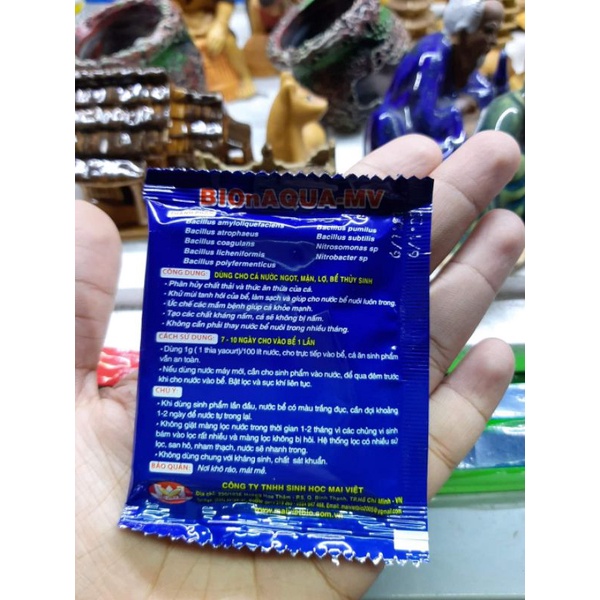 BIOnAQUA-MV
Bacillus amyloliquefaciens
Bacillus pumilus
Bacillus atrophaeus
Bacillus subtilis
Bacillus coagulans
Nitrosomonas sp
Bacillus licheniformis
Nitrobacter sp
Bacillus polyfermenticus
CÔNG DỤNG: DÙNG CHO CÁ NƯỚC NGỌT, MẶN, LỢ, BỂ THỦY SINH
- Phân hủy chất thải và thức ăn thừa của cá.
- Khử mùi tanh hôi của bể, làm sạch và giúp cho nước bể nuôi luôn trong.
- Ức chế các mầm bệnh giúp cá khỏe mạnh.
- Tạo các chất kháng nấm, cá sẽ không bị nấm.
- Không cần phải thay nước bể nuôi trong nhiều tháng.
CÁCH SỬ DỤNG: 7 - 10 NGÀY CHO VÀO BỂ 1 LẦN
- Dùng 1g ( 1 thìa yaourt)/100 lít nước, cho trực tiếp vào bể, cá ăn sinh phẩm
vẫn an toàn.
- Nếu dùng nước máy mới, cần cho sinh phẩm vào nước, để qua đêm trước
khi cho nước vào bể. Bật lọc và sục khí liên tục.
CHÚ Ý
- Khi dùng sinh phẩm lần đầu, nước bể có màu trắng đục, cần đợi khoảng
1-2 ngày để nước tự trong lại.
- Không giặt màng lọc nước trong thời gian 1-2 tháng vì các chủng vi sinh
bám vào lọc rất nhiều và màng lọc không bị hôi. Hệ thống lọc có nhiều sứ
lọc, san hô, nham thạch, nước sẽ nhanh trong.
- Không dùng chung với kháng sinh, chất sát khuẩn.
BẢO QUẢN: Nơi khô ráo, mát mẻ.
CÔNG TY TNHH SINH HỌC MAI VIỆT